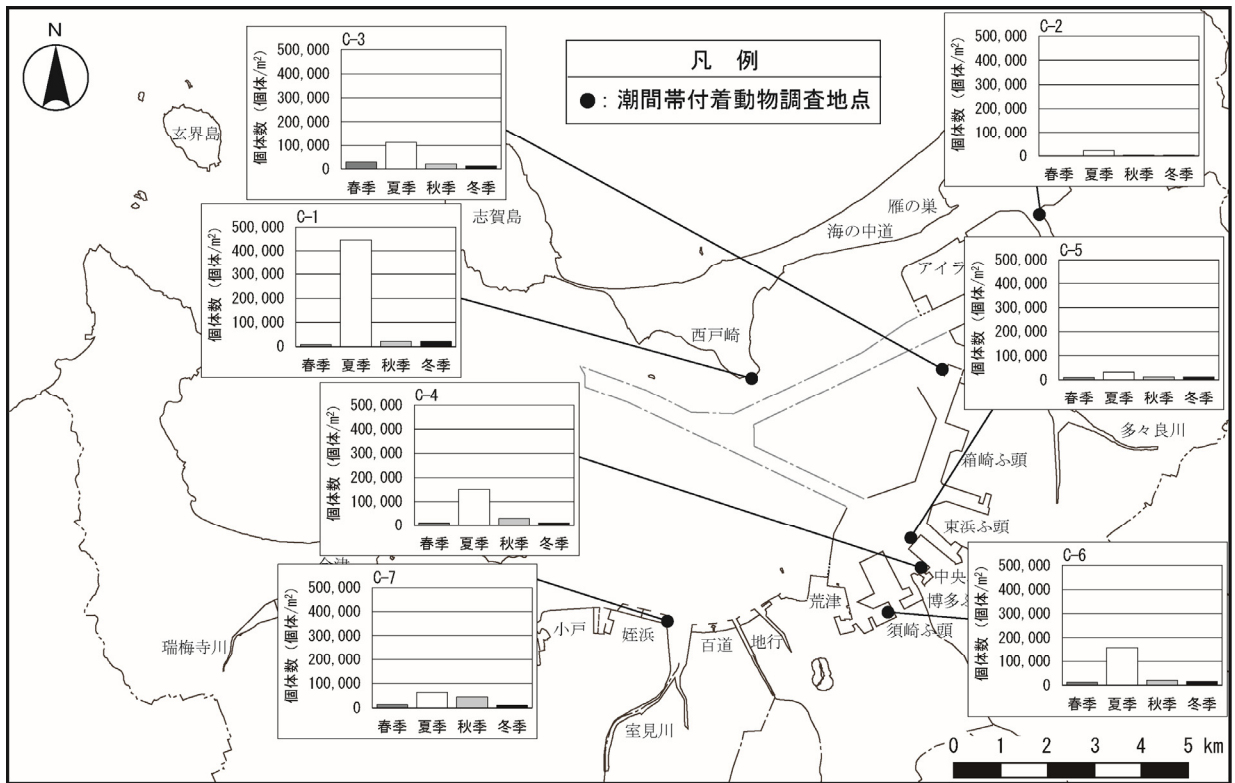 N
C-3
個体数 (個体/m²)
500,000
400,000
300,000
200,000
100,000
0
春季 夏季 秋季 冬季
凡 例
●：潮間帯付着動物調査地点
C-2
個体数 (個体/m²)
500,000
400,000
300,000
200,000
100,000
0
春季 夏季 秋季 冬季
玄界島
志賀島
雁の巣
海の中道
C-1
個体数 (個体/m²)
500,000
400,000
300,000
200,000
100,000
0
春季 夏季 秋季 冬季
アイラ
C-5
個体数 (個体/m²)
500,000
400,000
300,000
200,000
100,000
0
春季 夏季 秋季 冬季
西戸崎
C-4
個体数 (個体/m²)
500,000
400,000
300,000
200,000
100,000
0
春季 夏季 秋季 冬季
多々良川
箱崎ふ頭
東浜ふ頭
中央
博多ふ
須崎ふ頭
荒津
C-6
個体数 (個体/m²)
500,000
400,000
300,000
200,000
100,000
0
春季 夏季 秋季 冬季
C-7
個体数 (個体/m²)
500,000
400,000
300,000
200,000
100,000
0
春季 夏季 秋季 冬季
瑞梅寺川
小戸
姪浜
百道
地行
室見川
0 1 2 3 4 5 km